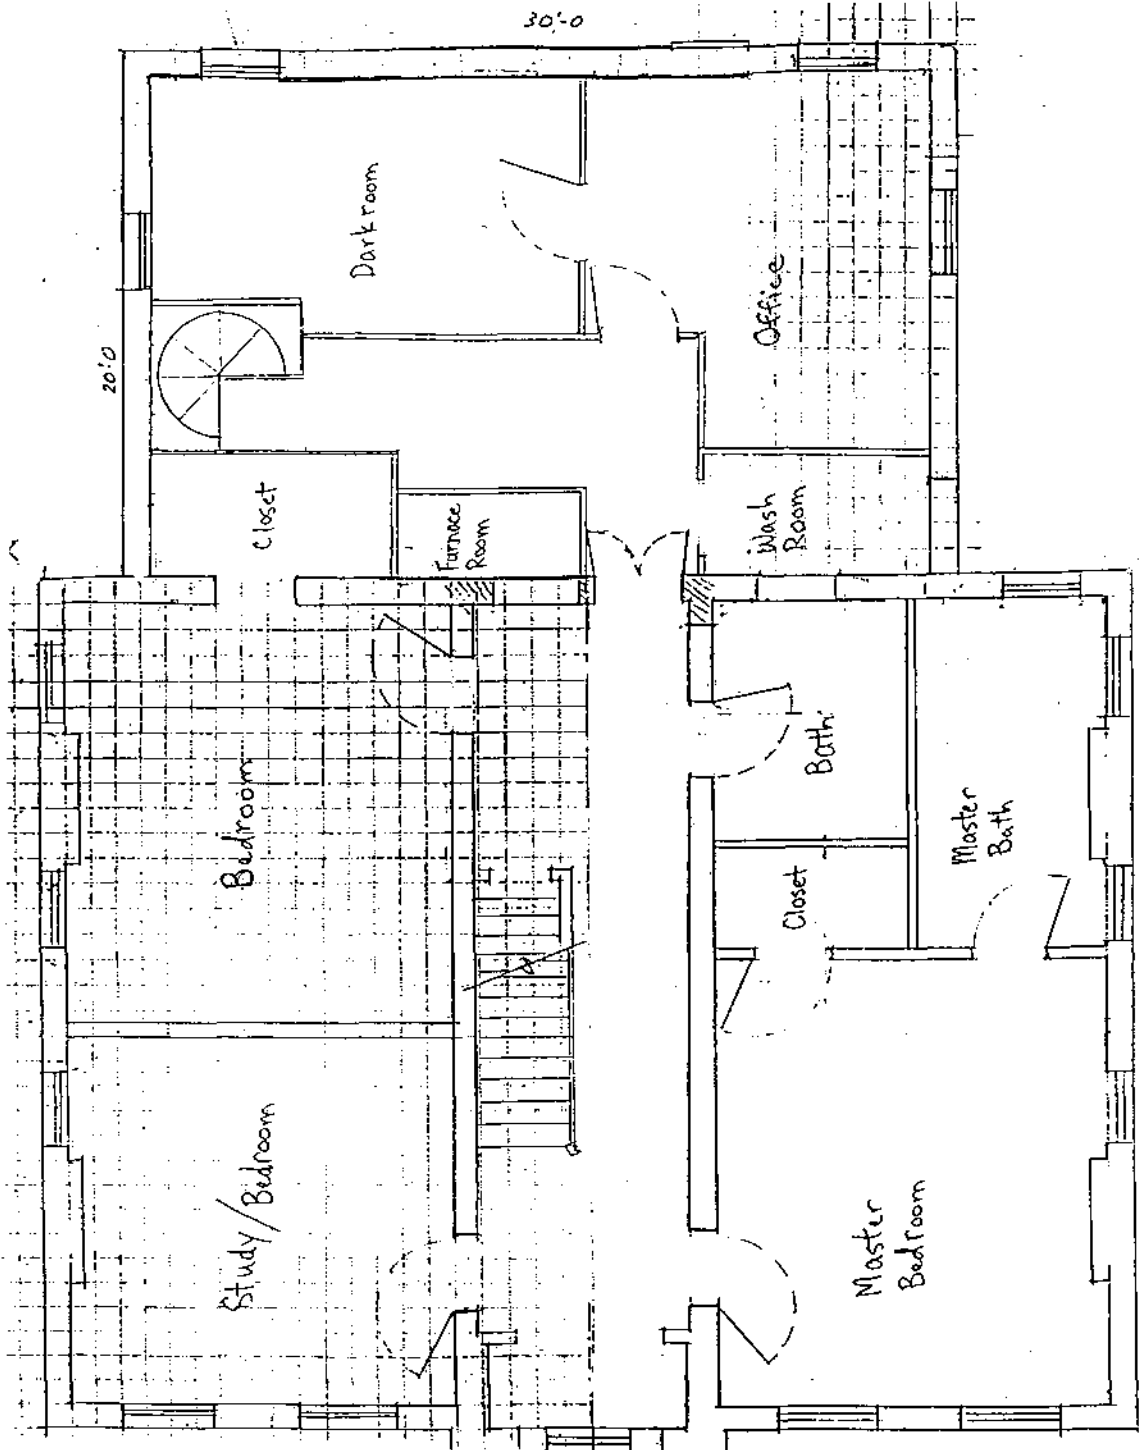 30'-0
Darkroom
Office
20'-0
Closet
Furnace
Room
Wash
Room
Bedroom
Bath
Master
Bath
Closet
Study/Bedroom
Master
Bedroom